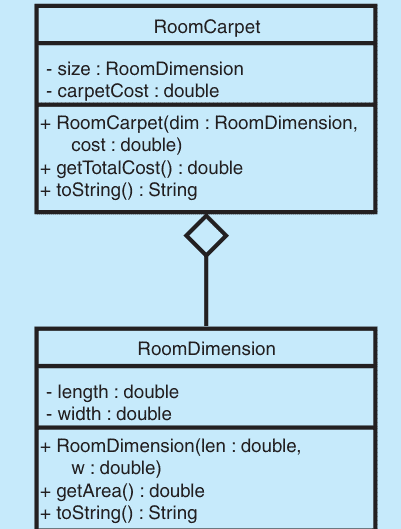 RoomCarpet
- size : RoomDimension
- carpetCost : double
+ RoomCarpet(dim : RoomDimension,
cost : double)
+ getTotalCost() : double
+ toString() : String
RoomDimension
- length : double
- width : double
+ RoomDimension(len : double,
w : double)
+ getArea() : double
+ toString() : String